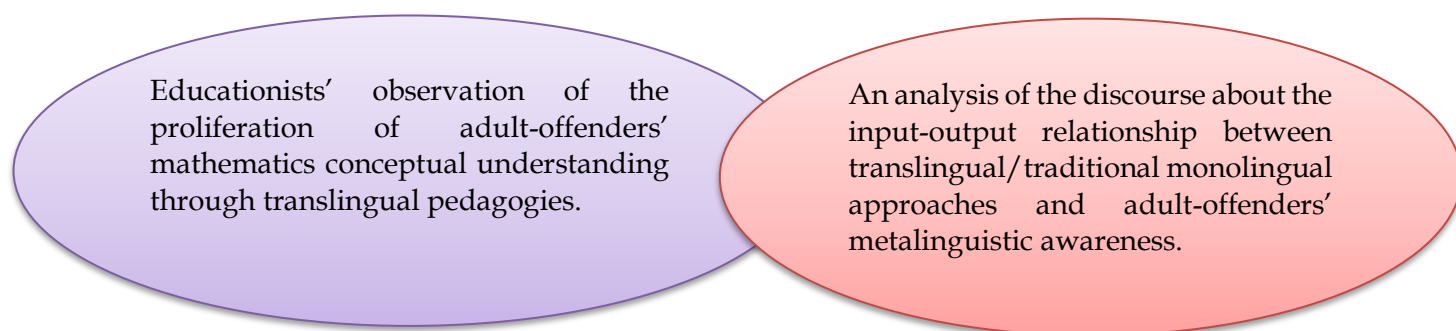 Educationists’ observation of the
proliferation of adult-offenders’
mathematics conceptual understanding
through translingual pedagogies.
An analysis of the discourse about the
input-output relationship between
translingual/traditional monolingual
approaches and adult-offenders’
metalinguistic awareness.